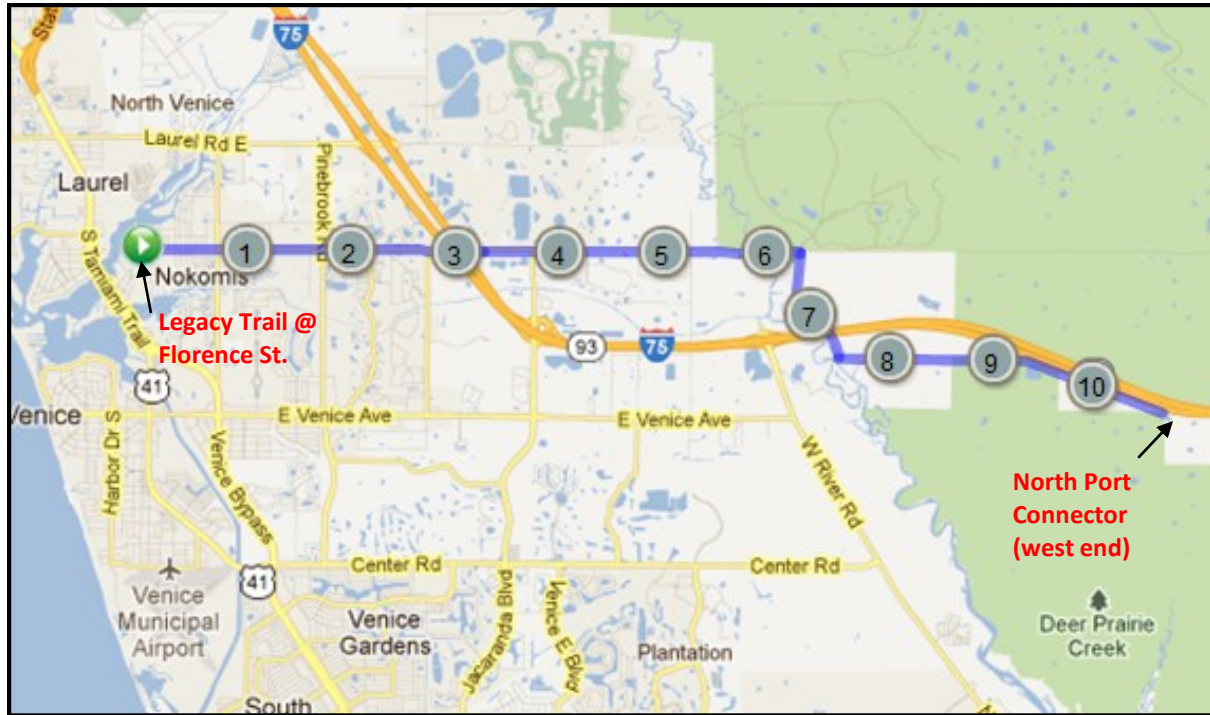 State
75
North Venice
Laurel Rd E
Pinebrook Rd
Laurel
S Tamiami Trail
1
2
3
4
5
6
Nokomis
Legacy Trail @
Florence St.
7
93
75
8
9
10
41
Venice
E Venice Ave
E Venice Ave
Harbor Dr S
Venice Bypass
W River Rd
North Port
Connector
(west end)
Center Rd
Center Rd
41
Venice
Municipal
Airport
Venice
Gardens
Jacaranda Blvd
Venice E Blvd
Plantation
Deer Prairie
Creek
South